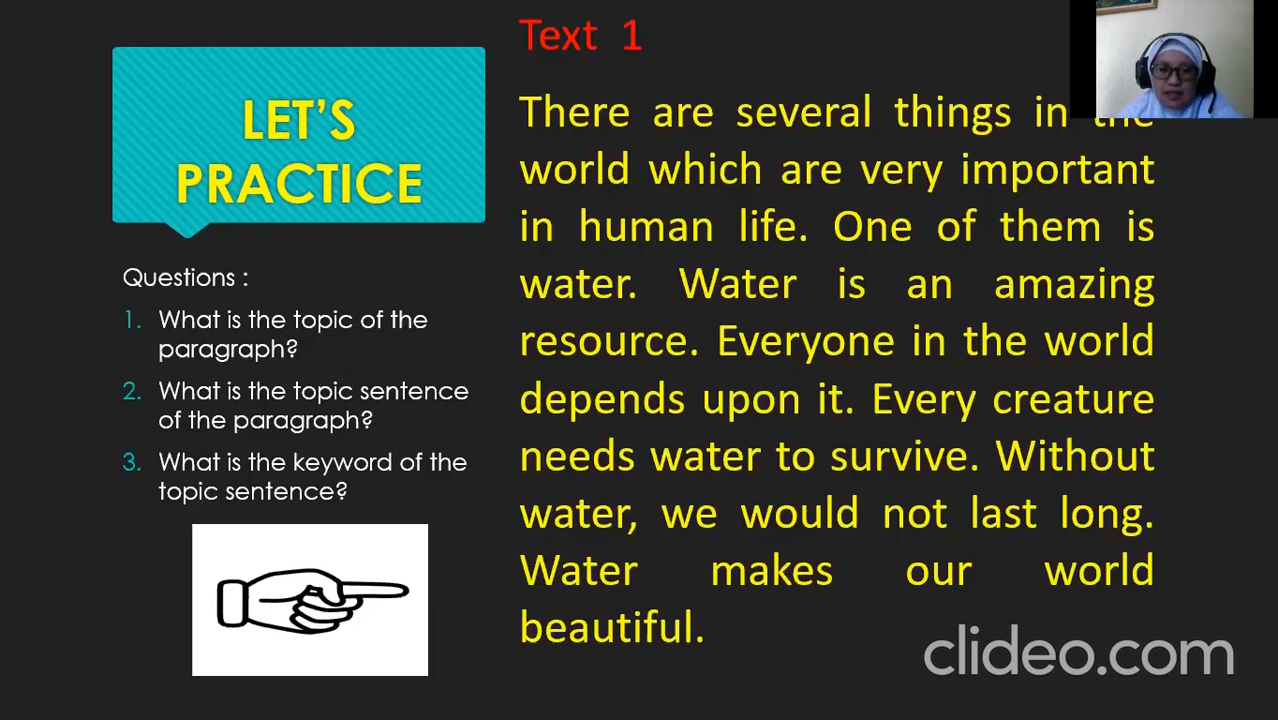 LET'S
PRACTICE
Questions :
1. What is the topic of the
paragraph?
2. What is the topic sentence
of the paragraph?
3. What is the keyword of the
topic sentence?
Text 1
There are several things in the
world which are very important
in human life. One of them is
water. Water is an amazing
resource. Everyone in the world
depends upon it. Every creature
needs water to survive. Without
water, we would not last long.
Water makes our world
beautiful.
clideo.com